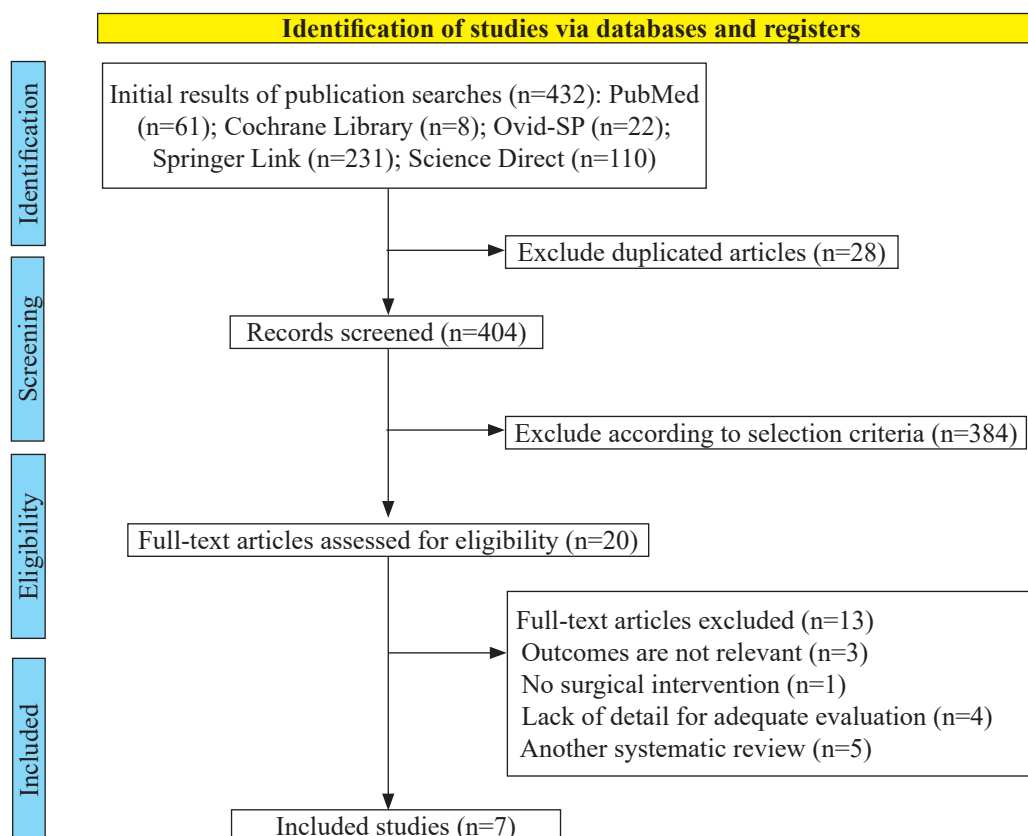 Identification of studies via databases and registers
Identification
Initial results of publication searches (n=432): PubMed
(n=61); Cochrane Library (n=8); Ovid-SP (n=22);
Springer Link (n=231); Science Direct (n=110)
Exclude duplicated articles (n=28)
Screening
Records screened (n=404)
Exclude according to selection criteria (n=384)
Eligibility
Full-text articles assessed for eligibility (n=20)
Full-text articles excluded (n=13)
Outcomes are not relevant (n=3)
No surgical intervention (n=1)
Lack of detail for adequate evaluation (n=4)
Another systematic review (n=5)
Included
Included studies (n=7)